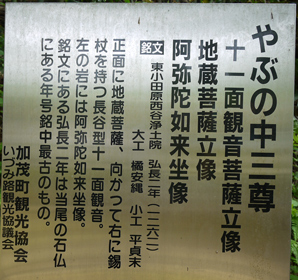 やぶの中三尊
十一面観音菩薩立像
地蔵菩薩立像
阿弥陀如来坐像
銘文 東小田原西谷浄土院 弘長二年(一二六二)
大工 橘安縄 小工 平貞末
正面に地蔵菩薩、向かつて右に錫
杖を持つ長谷型十一面観音。
左の岩には阿弥陀如来坐像。
銘文にある弘長二年は当尾の石仏
にある年号銘中最古のもの。
加茂町観光協会
いづみ路観光協議会